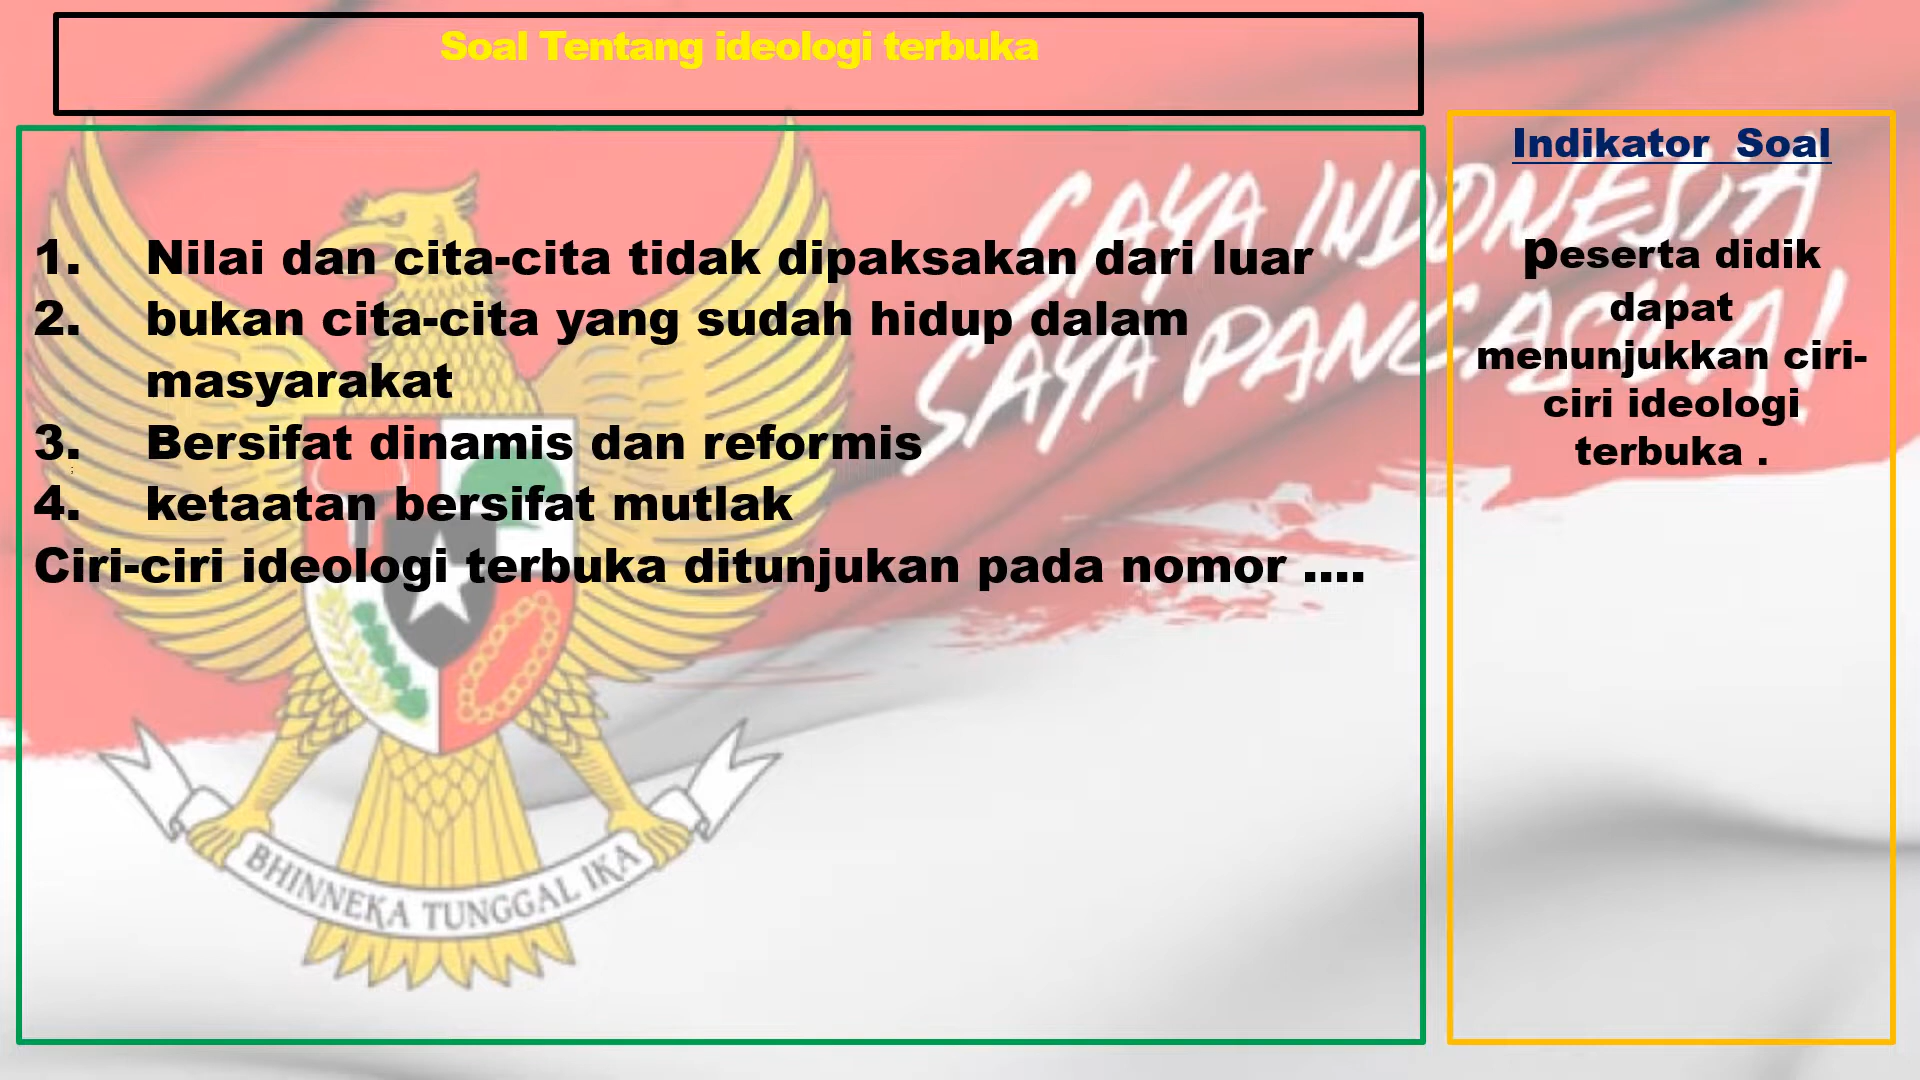 Soal Tentang ideologi terbuka
1. Nilai dan cita-cita tidak dipaksakan dari luar
2. bukan cita-cita yang sudah hidup dalam
masyarakat
3. Bersifat dinamis dan reformis
;
4. ketaatan bersifat mutlak
Ciri-ciri ideologi terbuka ditunjukan pada nomor ....
Indikator Soal
peserta didik
dapat
menunjukkan ciri-
ciri ideologi
terbuka .
SAYA INDONESIA
SAYA PANCASILA!
BHINNEKA TUNGGAL IKA